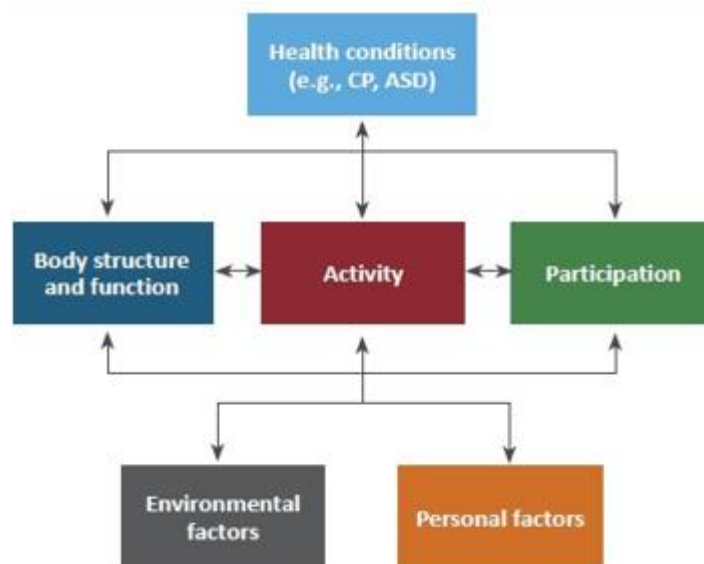 Health conditions
(e.g., CP, ASD)
Body structure
and function
Activity
Participation
Environmental
factors
Personal factors